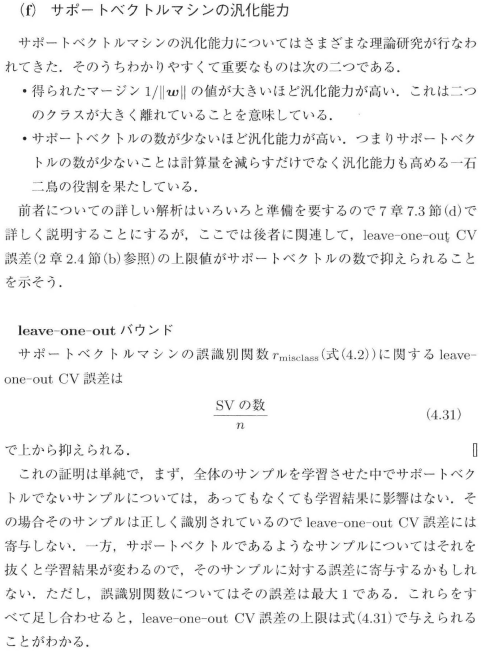 (f) サポートベクトルマシンの汎化能力
サポートベクトルマシンの汎化能力についてはさまざまな理論研究が行なわ
れてきた．そのうちわかりやすくて重要なものは次の二つである．
・得られたマージン 1/‖w‖ の値が大きいほど汎化能力が高い．これは二つ
のクラスが大きく離れていることを意味している．
・サポートベクトルの数が少ないほど汎化能力が高い．つまりサポートベク
トルの数が少ないことは計算量を減らすだけでなく汎化能力も高める一石
二鳥の役割を果たしている．
前者についての詳しい解析はいろいろと準備を要するので 7 章 7.3 節(d)で
詳しく説明することにするが，ここでは後者に関連して，leave-one-out CV
誤差(2 章 2.4 節(b)参照)の上限値がサポートベクトルの数で抑えられること
を示そう．
leave-one-out バウンド
サポートベクトルマシンの誤識別関数 r_misclass(式(4.2))に関する leave-
one-out CV 誤差は
SV の数
n
(4.31)
で上から抑えられる． ▯
これの証明は単純で，まず，全体のサンプルを学習させた中でサポートベク
トルでないサンプルについては，あってもなくても学習結果に影響はない．そ
の場合そのサンプルは正しく識別されているので leave-one-out CV 誤差には
寄与しない．一方，サポートベクトルであるようなサンプルについてはそれを
抜くと学習結果が変わるので，そのサンプルに対する誤差に寄与するかもしれ
ない．ただし，誤識別関数についてはその誤差は最大 1 である．これらをす
べて足し合わせると，leave-one-out CV 誤差の上限は式(4.31)で与えられる
ことがわかる．